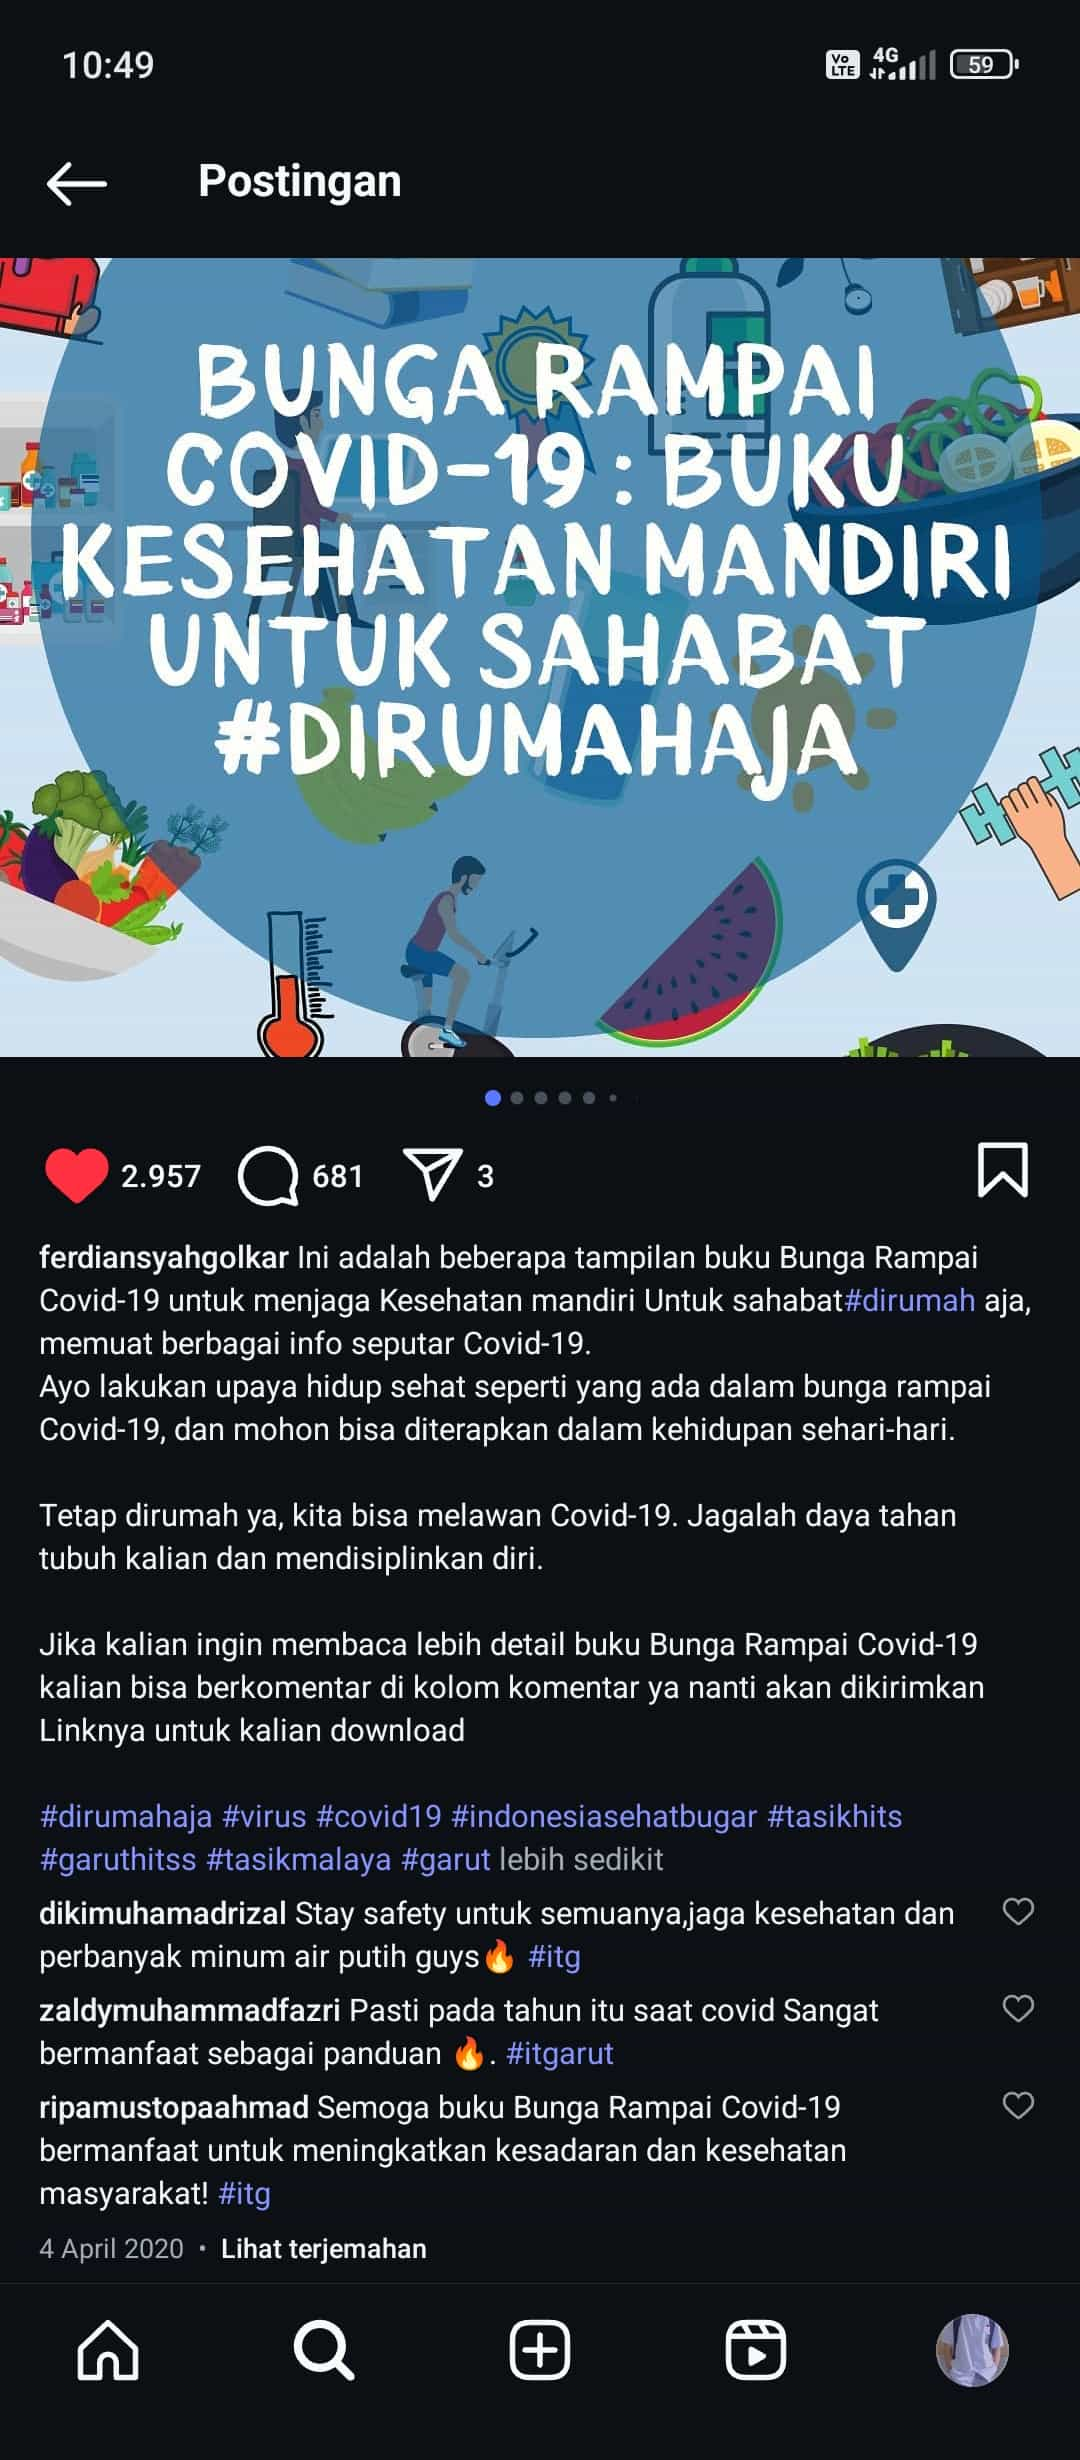 10:49
Vo LTE 4G 59
Postingan
BUNGA RAMPAI
COVID-19 : BUKU
KESEHATAN MANDIRI
UNTUK SAHABAT
#DIRUMAHAJA
2.957 681 3
ferdiansyahgolkar Ini adalah beberapa tampilan buku Bunga Rampai
Covid-19 untuk menjaga Kesehatan mandiri Untuk sahabat#dirumah aja,
memuat berbagai info seputar Covid-19.
Ayo lakukan upaya hidup sehat seperti yang ada dalam bunga rampai
Covid-19, dan mohon bisa diterapkan dalam kehidupan sehari-hari.
Tetap dirumah ya, kita bisa melawan Covid-19. Jagalah daya tahan
tubuh kalian dan mendisiplinkan diri.
Jika kalian ingin membaca lebih detail buku Bunga Rampai Covid-19
kalian bisa berkomentar di kolom komentar ya nanti akan dikirimkan
Linknya untuk kalian download
#dirumahaja #virus #covid19 #indonesiasehatbugar #tasikhits
#garuthitss #tasikmalaya #garut lebih sedikit
dikimuhamadrizal Stay safety untuk semuanya,jaga kesehatan dan
perbanyak minum air putih guys🔥 #itg
zaldymuhammadfazri Pasti pada tahun itu saat covid Sangat
bermanfaat sebagai panduan 🔥. #itgarut
ripamustopaahmad Semoga buku Bunga Rampai Covid-19
bermanfaat untuk meningkatkan kesadaran dan kesehatan
masyarakat! #itg
4 April 2020 • Lihat terjemahan